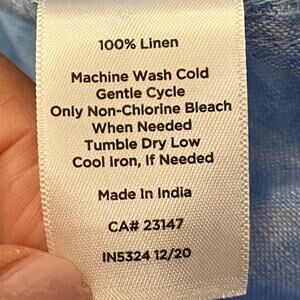 100% Linen
Machine Wash Cold
Gentle Cycle
Only Non-Chlorine Bleach
When Needed
Tumble Dry Low
Cool Iron, If Needed
Made In India
CA# 23147
IN5324 12/20